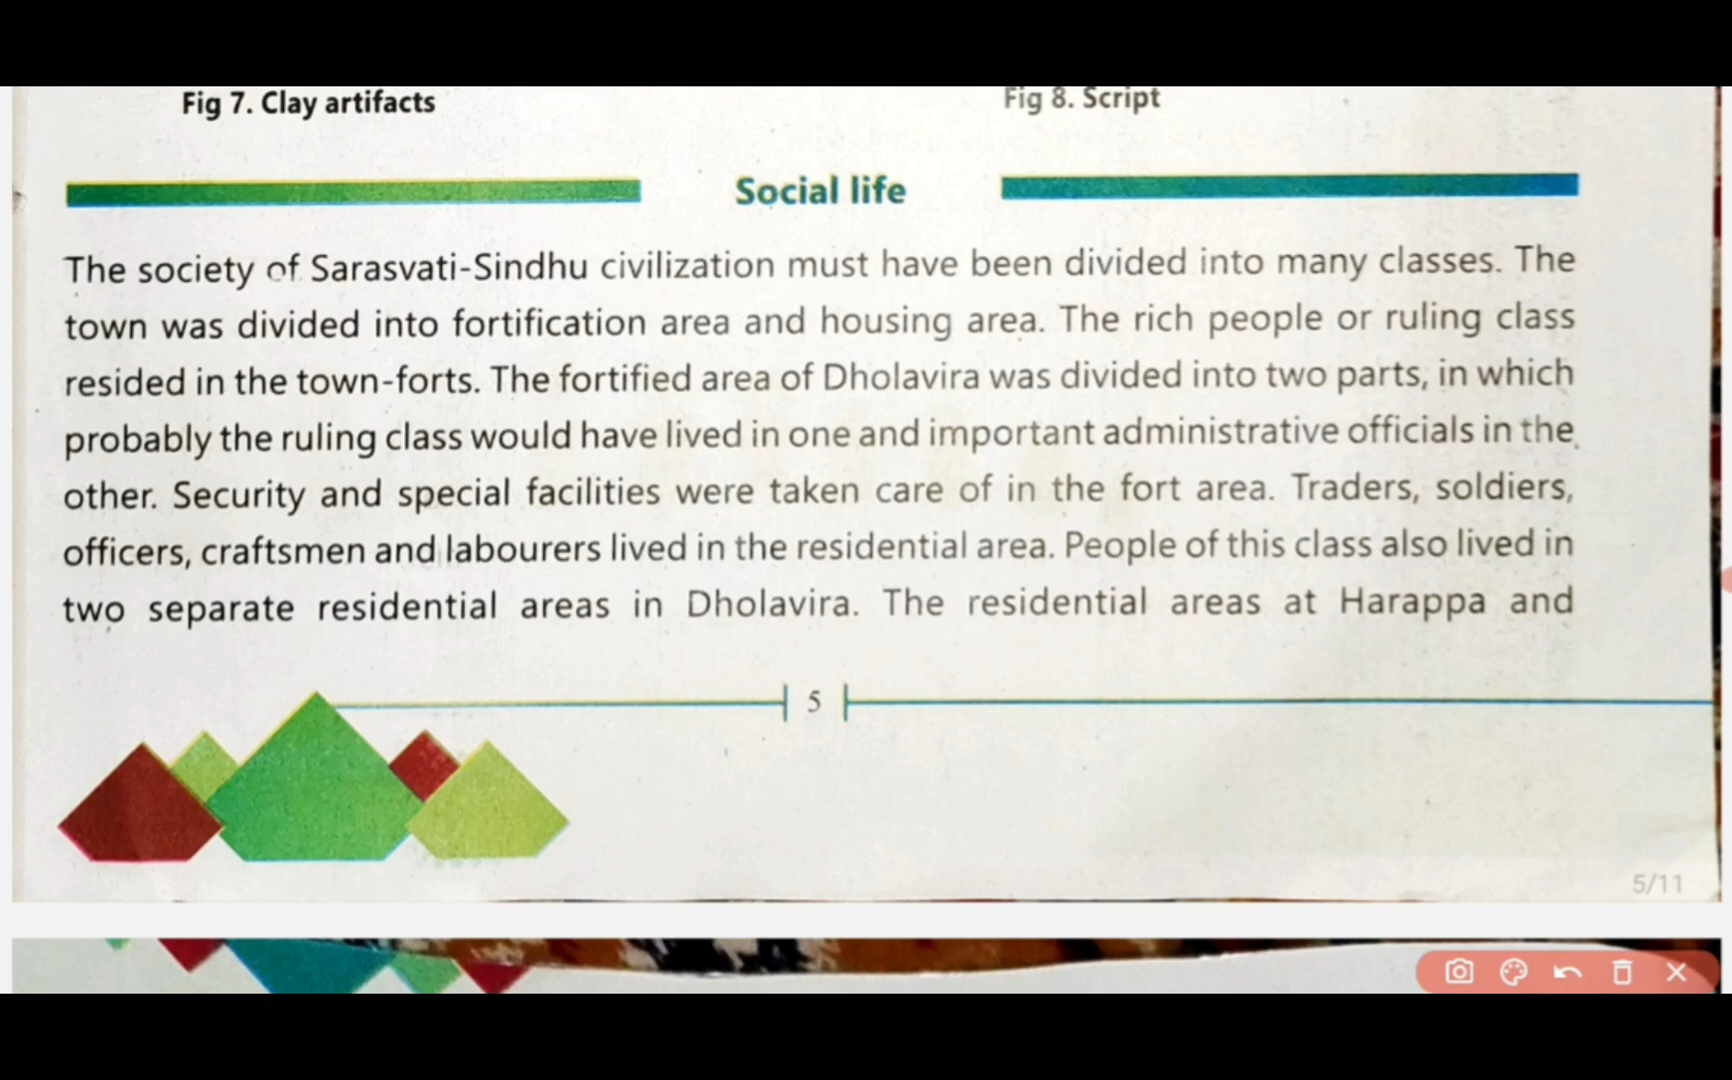 Fig 7. Clay artifacts
Fig 8. Script
Social life
The society of Sarasvati-Sindhu civilization must have been divided into many classes. The
town was divided into fortification area and housing area. The rich people or ruling class
resided in the town-forts. The fortified area of Dholavira was divided into two parts, in which
probably the ruling class would have lived in one and important administrative officials in the
other. Security and special facilities were taken care of in the fort area. Traders, soldiers,
officers, craftsmen and labourers lived in the residential area. People of this class also lived in
two separate residential areas in Dholavira. The residential areas at Harappa and
5
5/11